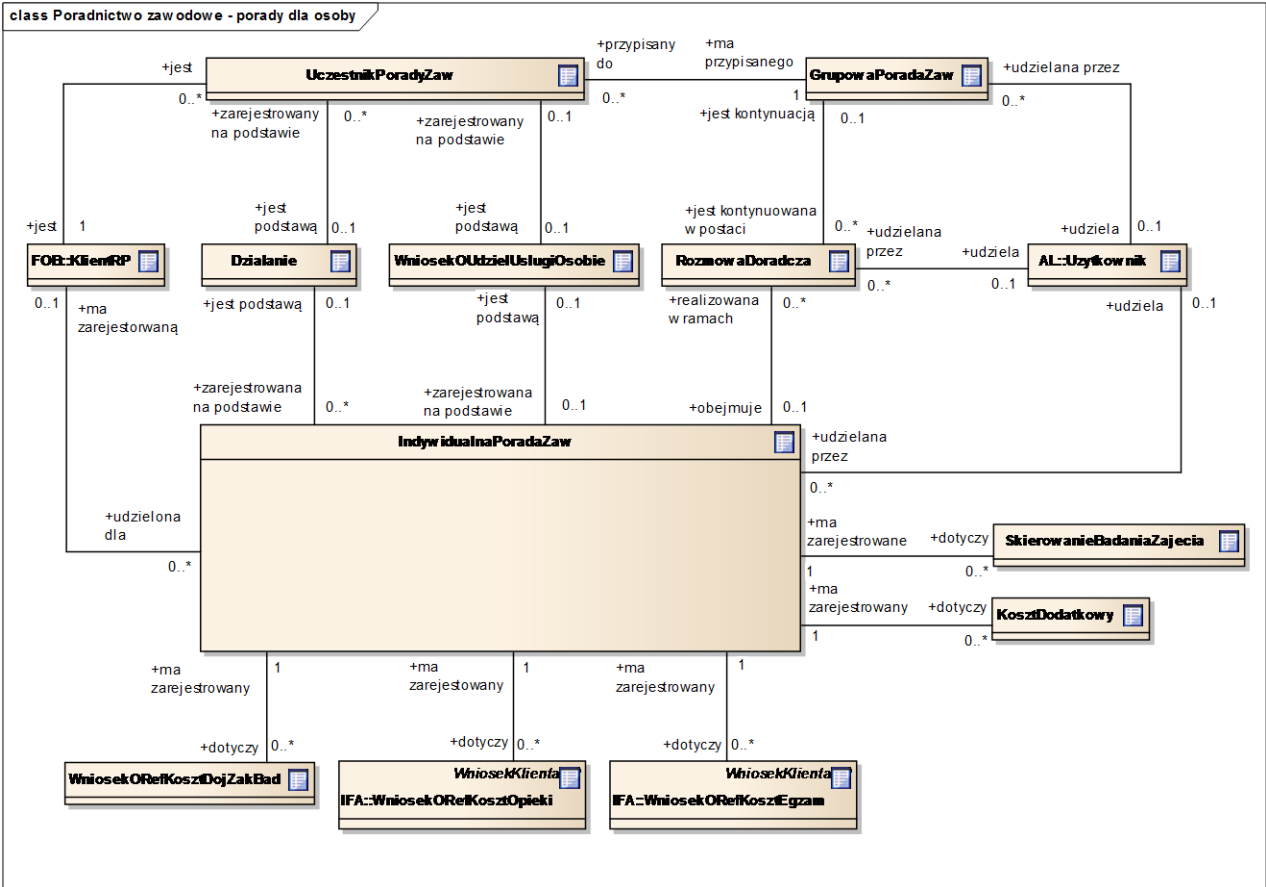 class Poradnictwo zawodowe - porady dla osoby
+jest
0..*
UczestnikPoradyZaw
+przypisany
do
0..*
+ma
przypisanego
1
GrupowaPoradaZaw
+udzielana przez
0..*
+zarejestrowany
na podstawie
0..*
+zarejestrowany
na podstawie
0..1
+jest kontynuacją
0..1
+jest
1
+jest
podstawą
0..1
+jest
podstawą
0..1
+jest kontynuowana
w postaci
0..*
+udzielana
przez
0..*
+udziela
0..1
+udziela
0..1
FOB::KlientRP
Dzialanie
WniosekOUdzielUslugiOsobie
RozmowaDoradcza
AL::Uzytkownik
0..1
+ma
zarejestorwaną
+jest podstawą
0..1
+jest
podstawą
0..1
+realizowana
w ramach
0..*
+udziela
0..1
+zarejestrowana
na podstawie
0..*
+zarejestrowana
na podstawie
0..1
+obejmuje
0..1
IndywidualnaPoradaZaw
+udzielana
przez
0..*
+udzielona
dla
0..*
+ma
zarejestrowane
1
+dotyczy
0..*
SkierowanieBadaniaZajecia
+ma
zarejestrowany
1
+dotyczy
0..*
KosztDodatkowy
+ma
zarejestrowany
1
+ma
zarejestowany
1
+ma
zarejestrowany
1
+dotyczy
0..*
+dotyczy
0..*
+dotyczy
0..*
WniosekORefKosztDojZakBad
WniosekKlienta
IFA::WniosekORefKosztOpieki
WniosekKlienta
IFA::WniosekORefKosztEgzam